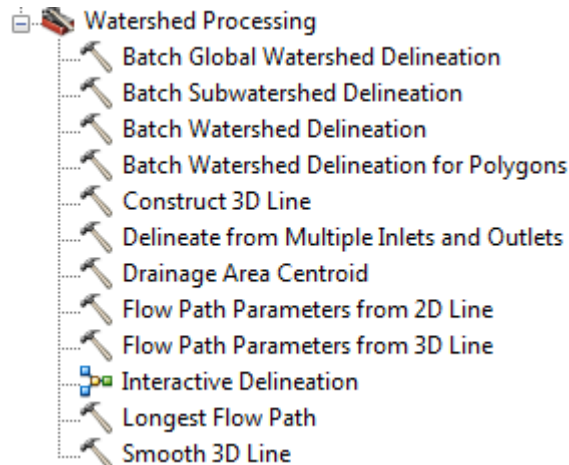 Watershed Processing
Batch Global Watershed Delineation
Batch Subwatershed Delineation
Batch Watershed Delineation
Batch Watershed Delineation for Polygons
Construct 3D Line
Delineate from Multiple Inlets and Outlets
Drainage Area Centroid
Flow Path Parameters from 2D Line
Flow Path Parameters from 3D Line
Interactive Delineation
Longest Flow Path
Smooth 3D Line